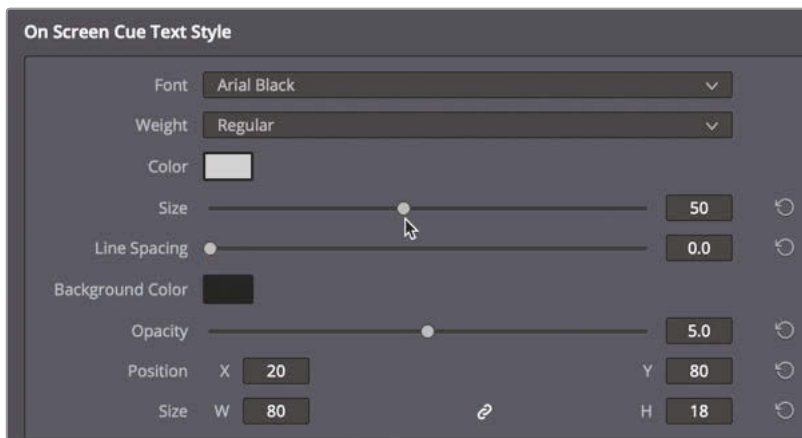 On Screen Cue Text Style
Font Arial Black
Weight Regular
Color
Size 50
Line Spacing 0.0
Background Color
Opacity 5.0
Position X 20 Y 80
Size W 80 H 18